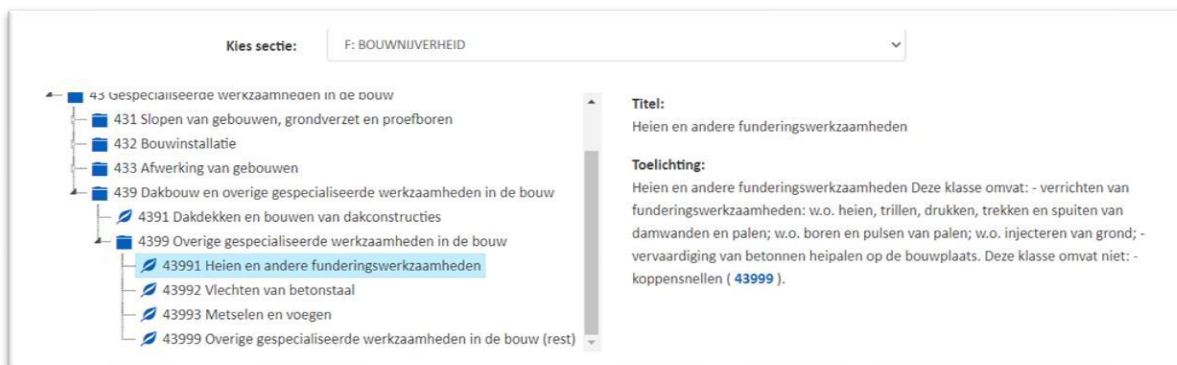 Kies sectie:
F: BOUWNIJVERHEID
43 Gespecialiseerde werkzaamheden in de bouw
431 Slopen van gebouwen, grondverzet en proefboren
432 Bouwinstallatie
433 Afwerking van gebouwen
439 Dakbouw en overige gespecialiseerde werkzaamheden in de bouw
4391 Dakdekken en bouwen van dakconstructies
4399 Overige gespecialiseerde werkzaamheden in de bouw
43991 Heien en andere funderingswerkzaamheden
43992 Vlechten van betonstaal
43993 Metselen en voegen
43999 Overige gespecialiseerde werkzaamheden in de bouw (rest)
Titel:
Heien en andere funderingswerkzaamheden
Toelichting:
Heien en andere funderingswerkzaamheden Deze klasse omvat: - verrichten van
funderingswerkzaamheden: w.o. heien, trillen, drukken, trekken en spuiten van
damwanden en palen; w.o. boren en pulsen van palen; w.o. injecteren van grond; -
vervaardiging van betonnen heipalen op de bouwplaats. Deze klasse omvat niet: -
koppensnellen ( 43999 ).